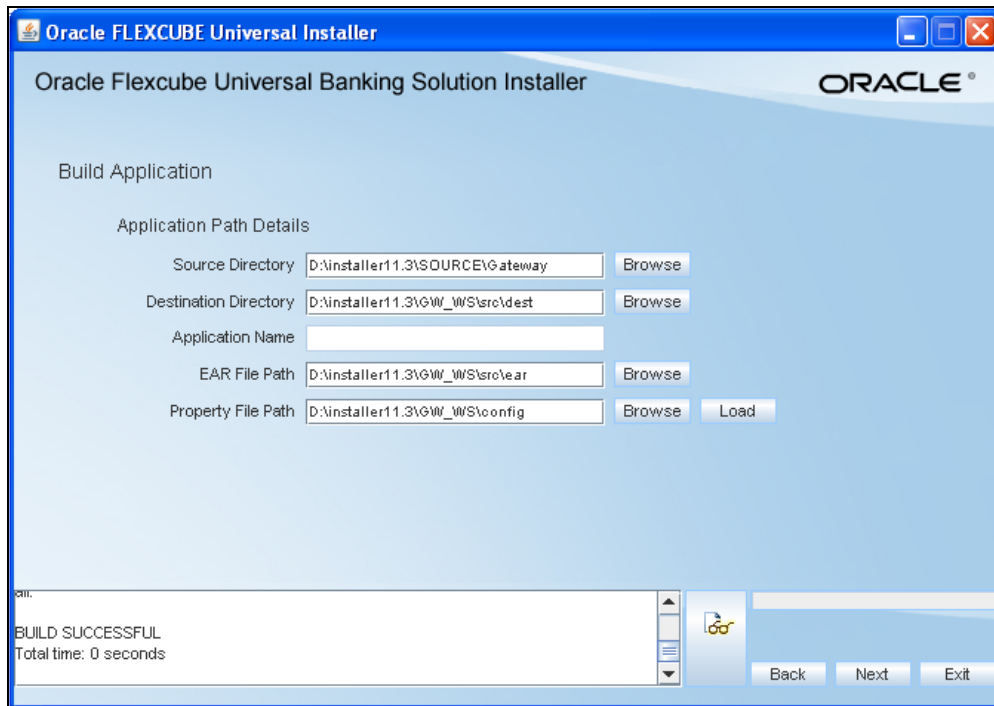 Oracle FLEXCUBE Universal Installer
Oracle Flexcube Universal Banking Solution Installer
ORACLE®
Build Application
Application Path Details
Source Directory D:\installer11.3\SOURCE\Gateway Browse
Destination Directory D:\installer11.3\GW_WS\src\dest Browse
Application Name
EAR File Path D:\installer11.3\GW_WS\src\ear Browse
Property File Path D:\installer11.3\GW_WS\config Browse Load
all:
BUILD SUCCESSFUL
Total time: 0 seconds
Back Next Exit